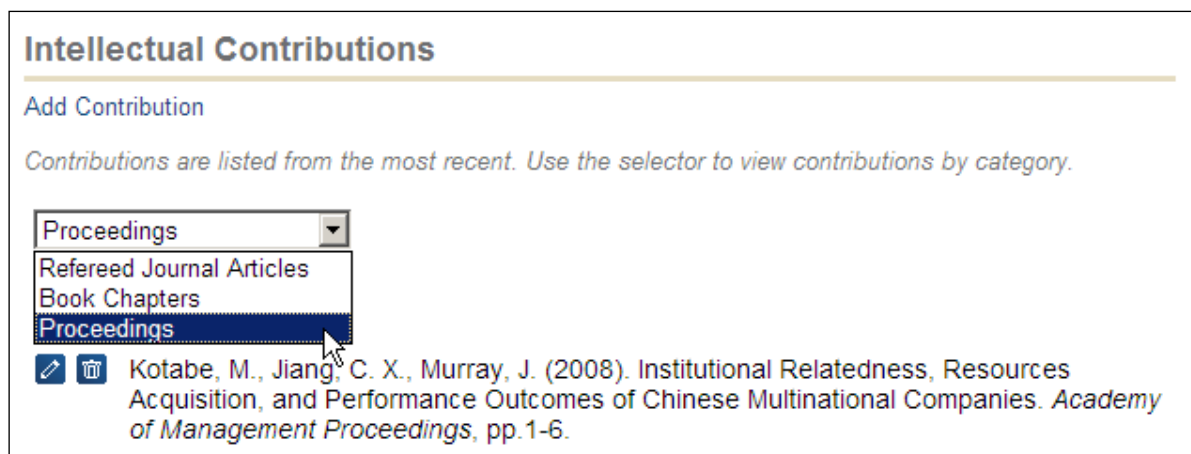 Intellectual Contributions
Add Contribution
Contributions are listed from the most recent. Use the selector to view contributions by category.
Proceedings
Refereed Journal Articles
Book Chapters
Proceedings
Kotabe, M., Jiang, C. X., Murray, J. (2008). Institutional Relatedness, Resources
Acquisition, and Performance Outcomes of Chinese Multinational Companies. Academy
of Management Proceedings, pp.1-6.